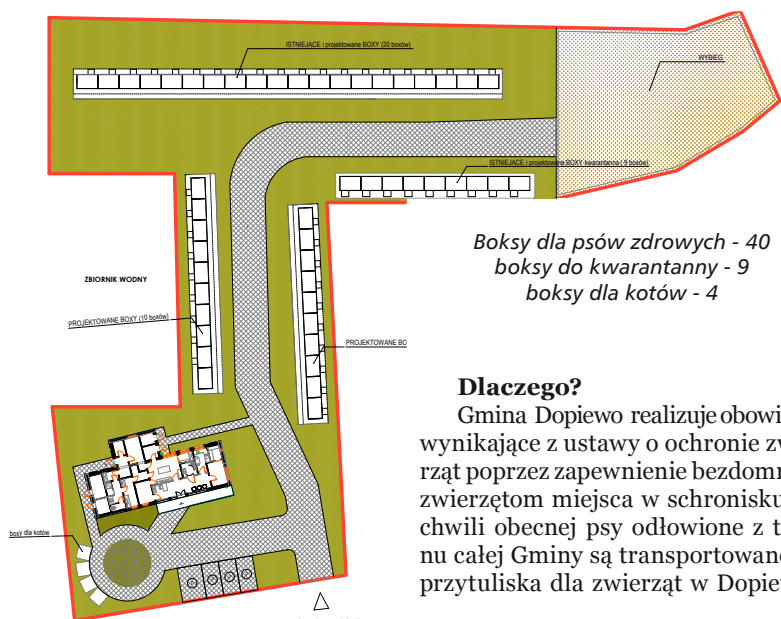 ISTNIEJACE i projektowane BOXY (20 boxów)
WYBIEG
ISTNIEJACE i projektowane BOXY kwarantanna ( 9 boxów)
Boksy dla psów zdrowych - 40
boksy do kwarantanny - 9
boksy dla kotów - 4
ZBIORNIK WODNY
PROJEKTOWANE BOXY (10 boxów)
PROJEKTOWANE BO
boxy dla kotów
Dlaczego?
Gmina Dopiewo realizuje obowi
wynikające z ustawy o ochronie zw
rząt poprzez zapewnienie bezdomn
zwierzętom miejsca w schronisku
chwili obecnej psy odłowione z t
nu całej Gminy są transportowane
przytuliska dla zwierząt w Dopiew